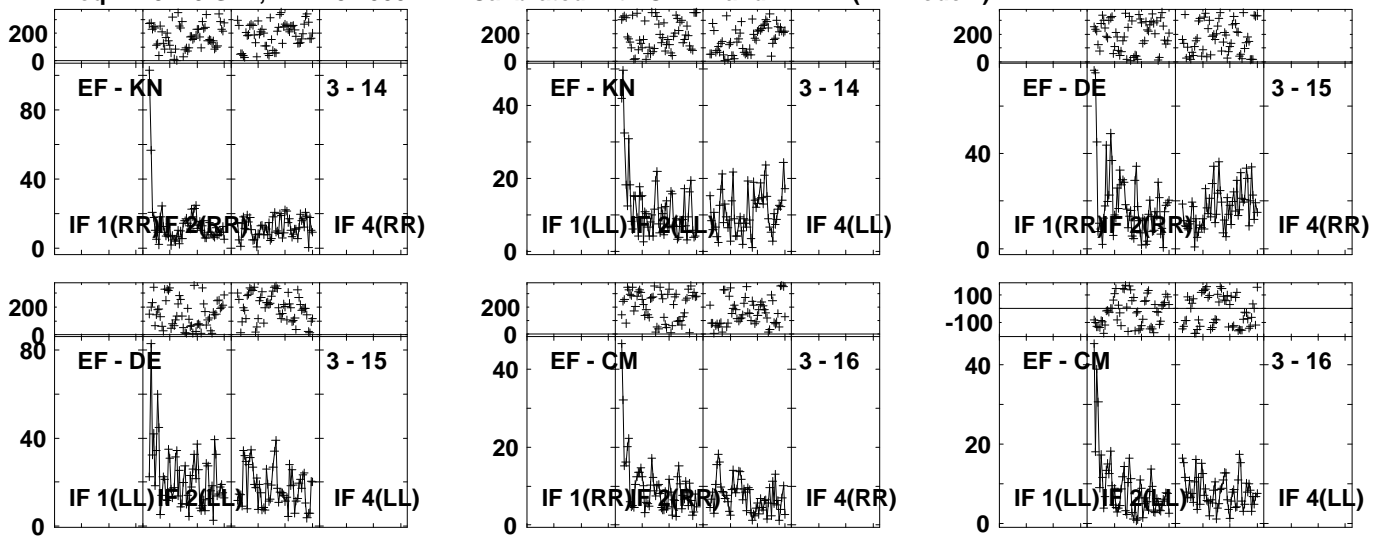 200
0
EF - KN 3 - 14
80
40
0
IF 1(RR) IF 2(RR) IF 4(RR)
200
0
EF - KN 3 - 14
40
20
0
IF 1(LL) IF 2(LL) IF 4(LL)
200
0
EF - DE 3 - 15
40
0
IF 1(RR) IF 2(RR) IF 4(RR)
200
0
80
EF - DE 3 - 15
40
0
IF 1(LL) IF 2(LL) IF 4(LL)
200
0
EF - CM 3 - 16
40
20
0
IF 1(RR) IF 2(RR) IF 4(RR)
100
-100
EF - CM 3 - 16
40
20
0
IF 1(LL) IF 2(LL) IF 4(LL)